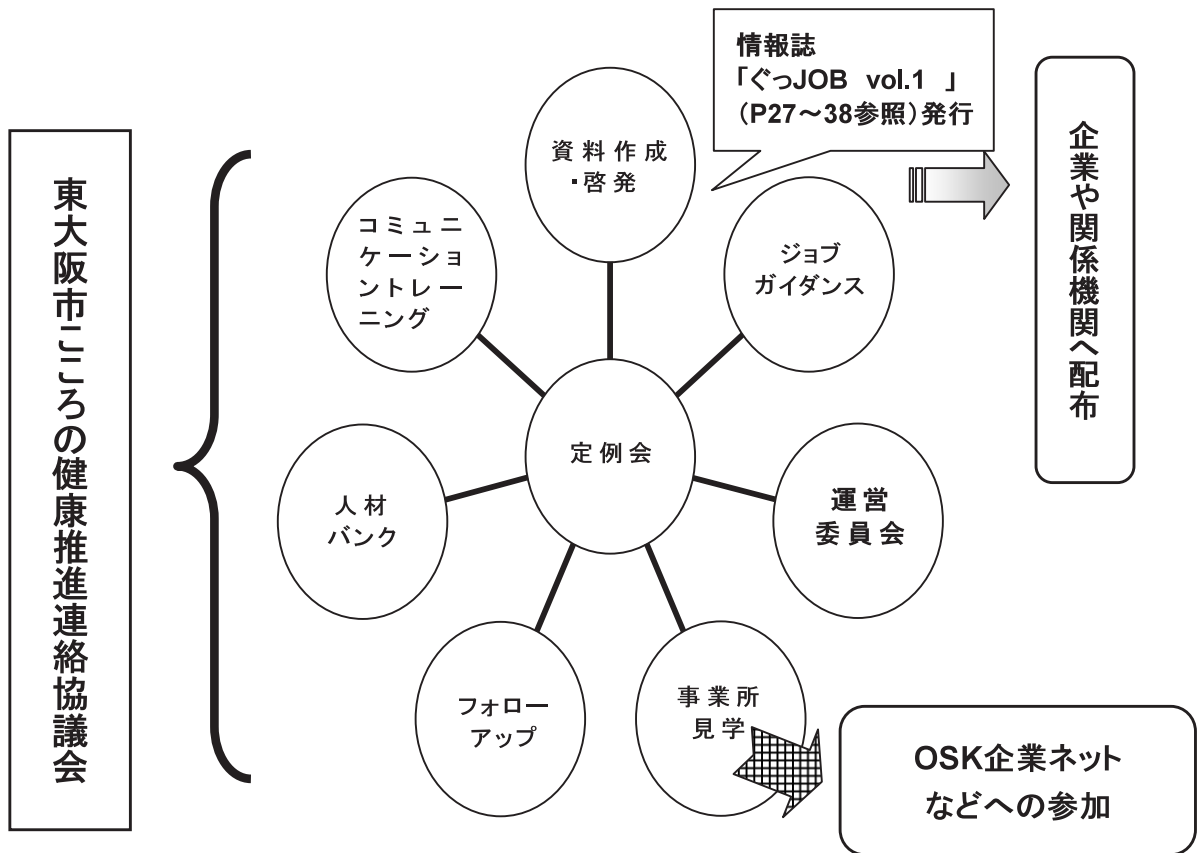 東大阪市こころの健康推進連絡協議会
情報誌
「ぐっJOB vol.1 」
（P27～38参照）発行
企業や関係機関へ配布
資料作成
・啓発
コミュニ
ケーショ
ントレー
ニング
ジョブ
ガイダンス
定例会
人材
バンク
運営
委員会
フォロー
アップ
事業所
見学
OSK企業ネット
などへの参加